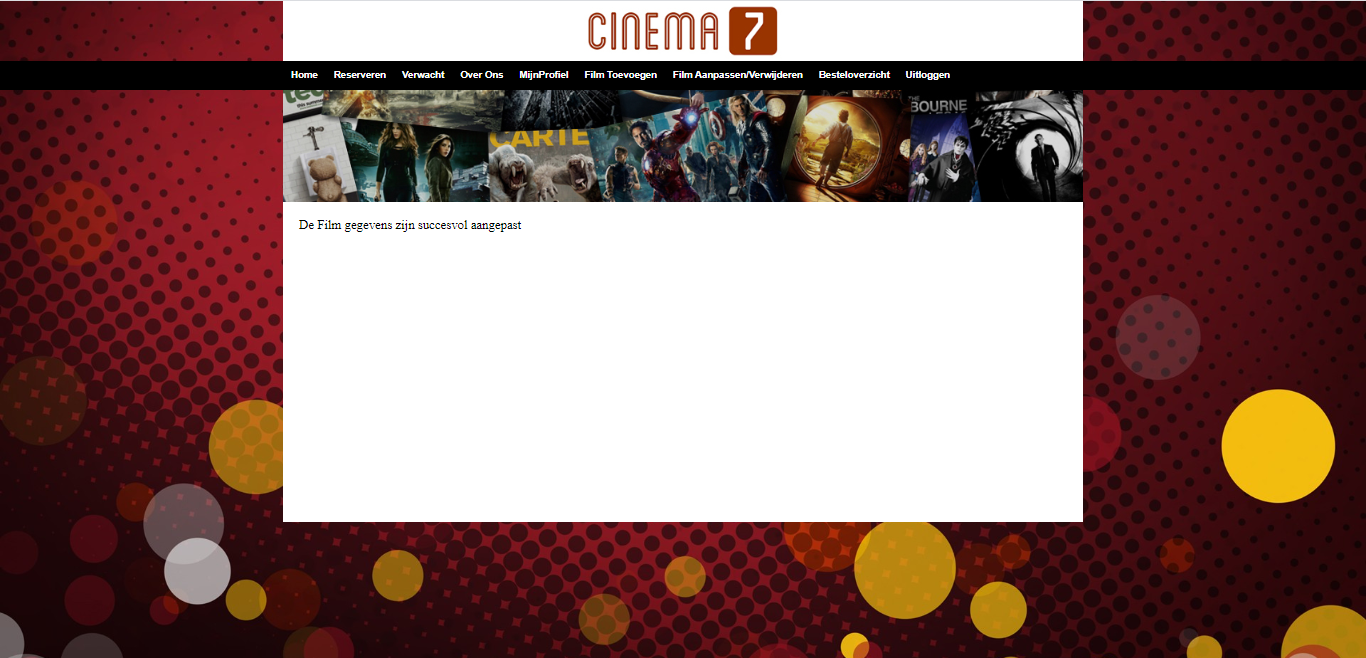 CINEMA 7
Home Reserveren Verwacht Over Ons MijnProfiel Film Toevoegen Film Aanpassen/Verwijderen Besteloverzicht Uitloggen
THE
BOURNE
CARTE
De Film gegevens zijn succesvol aangepast